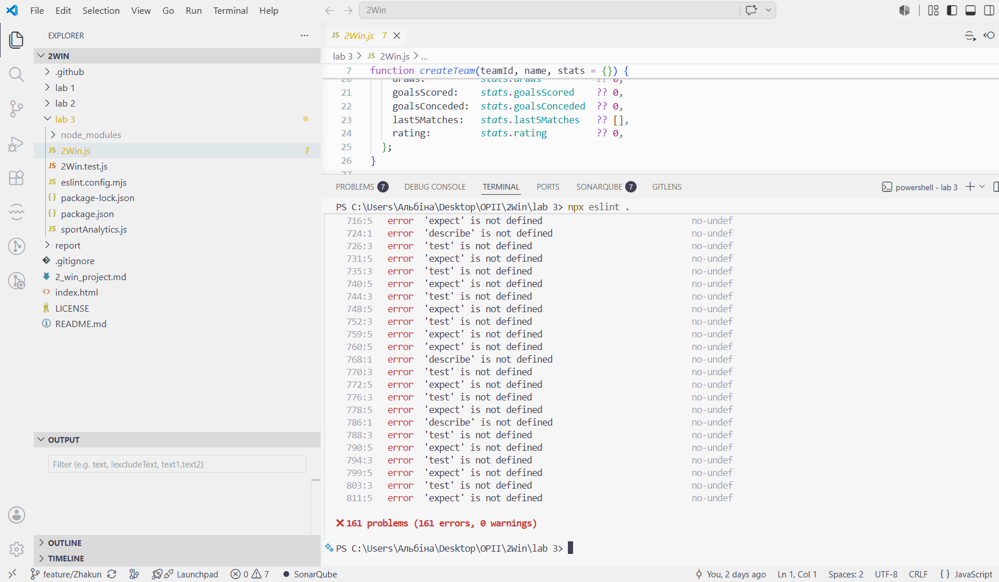 File Edit Selection View Go Run Terminal Help
2Win
EXPLORER
2WIN
.github
lab 1
lab 2
lab 3
node_modules
JS 2Win.js 7
JS 2Win.test.js
JS eslint.config.mjs
{} package-lock.json
{} package.json
JS sportAnalytics.js
report
.gitignore
2_win_project.md
index.html
LICENSE
README.md
OUTPUT
Filter (e.g. text, !excludeText, text1,text2)
OUTLINE
TIMELINE
JS 2Win.js 7
lab 3 > JS 2Win.js > ...
7 function createTeam(teamId, name, stats = {}) {
20 draws: stats.draws ?? 0,
21 goalsScored: stats.goalsScored ?? 0,
22 goalsConceded: stats.goalsConceded ?? 0,
23 last5Matches: stats.last5Matches ?? [],
24 rating: stats.rating ?? 0,
25 };
26 }
27
PROBLEMS 7 DEBUG CONSOLE TERMINAL PORTS SONARQUBE 7 GITLENS
powershell - lab 3
PS C:\Users\Альбіна\Desktop\ОРІІ\2Win\lab 3> npx eslint .
716:5 error 'expect' is not defined no-undef
724:1 error 'describe' is not defined no-undef
726:3 error 'test' is not defined no-undef
731:5 error 'expect' is not defined no-undef
735:3 error 'test' is not defined no-undef
740:5 error 'expect' is not defined no-undef
744:3 error 'test' is not defined no-undef
748:5 error 'expect' is not defined no-undef
752:3 error 'test' is not defined no-undef
759:5 error 'expect' is not defined no-undef
760:5 error 'expect' is not defined no-undef
768:1 error 'describe' is not defined no-undef
770:3 error 'test' is not defined no-undef
772:5 error 'expect' is not defined no-undef
776:3 error 'test' is not defined no-undef
778:5 error 'expect' is not defined no-undef
786:1 error 'describe' is not defined no-undef
788:3 error 'test' is not defined no-undef
790:5 error 'expect' is not defined no-undef
794:3 error 'test' is not defined no-undef
799:5 error 'expect' is not defined no-undef
803:3 error 'test' is not defined no-undef
811:5 error 'expect' is not defined no-undef
161 problems (161 errors, 0 warnings)
PS C:\Users\Альбіна\Desktop\ОРІІ\2Win\lab 3>
feature/Zhakun Launchpad 0 7 SonarQube You, 2 days ago Ln 1, Col 1 Spaces: 2 UTF-8 CRLF {} JavaScript